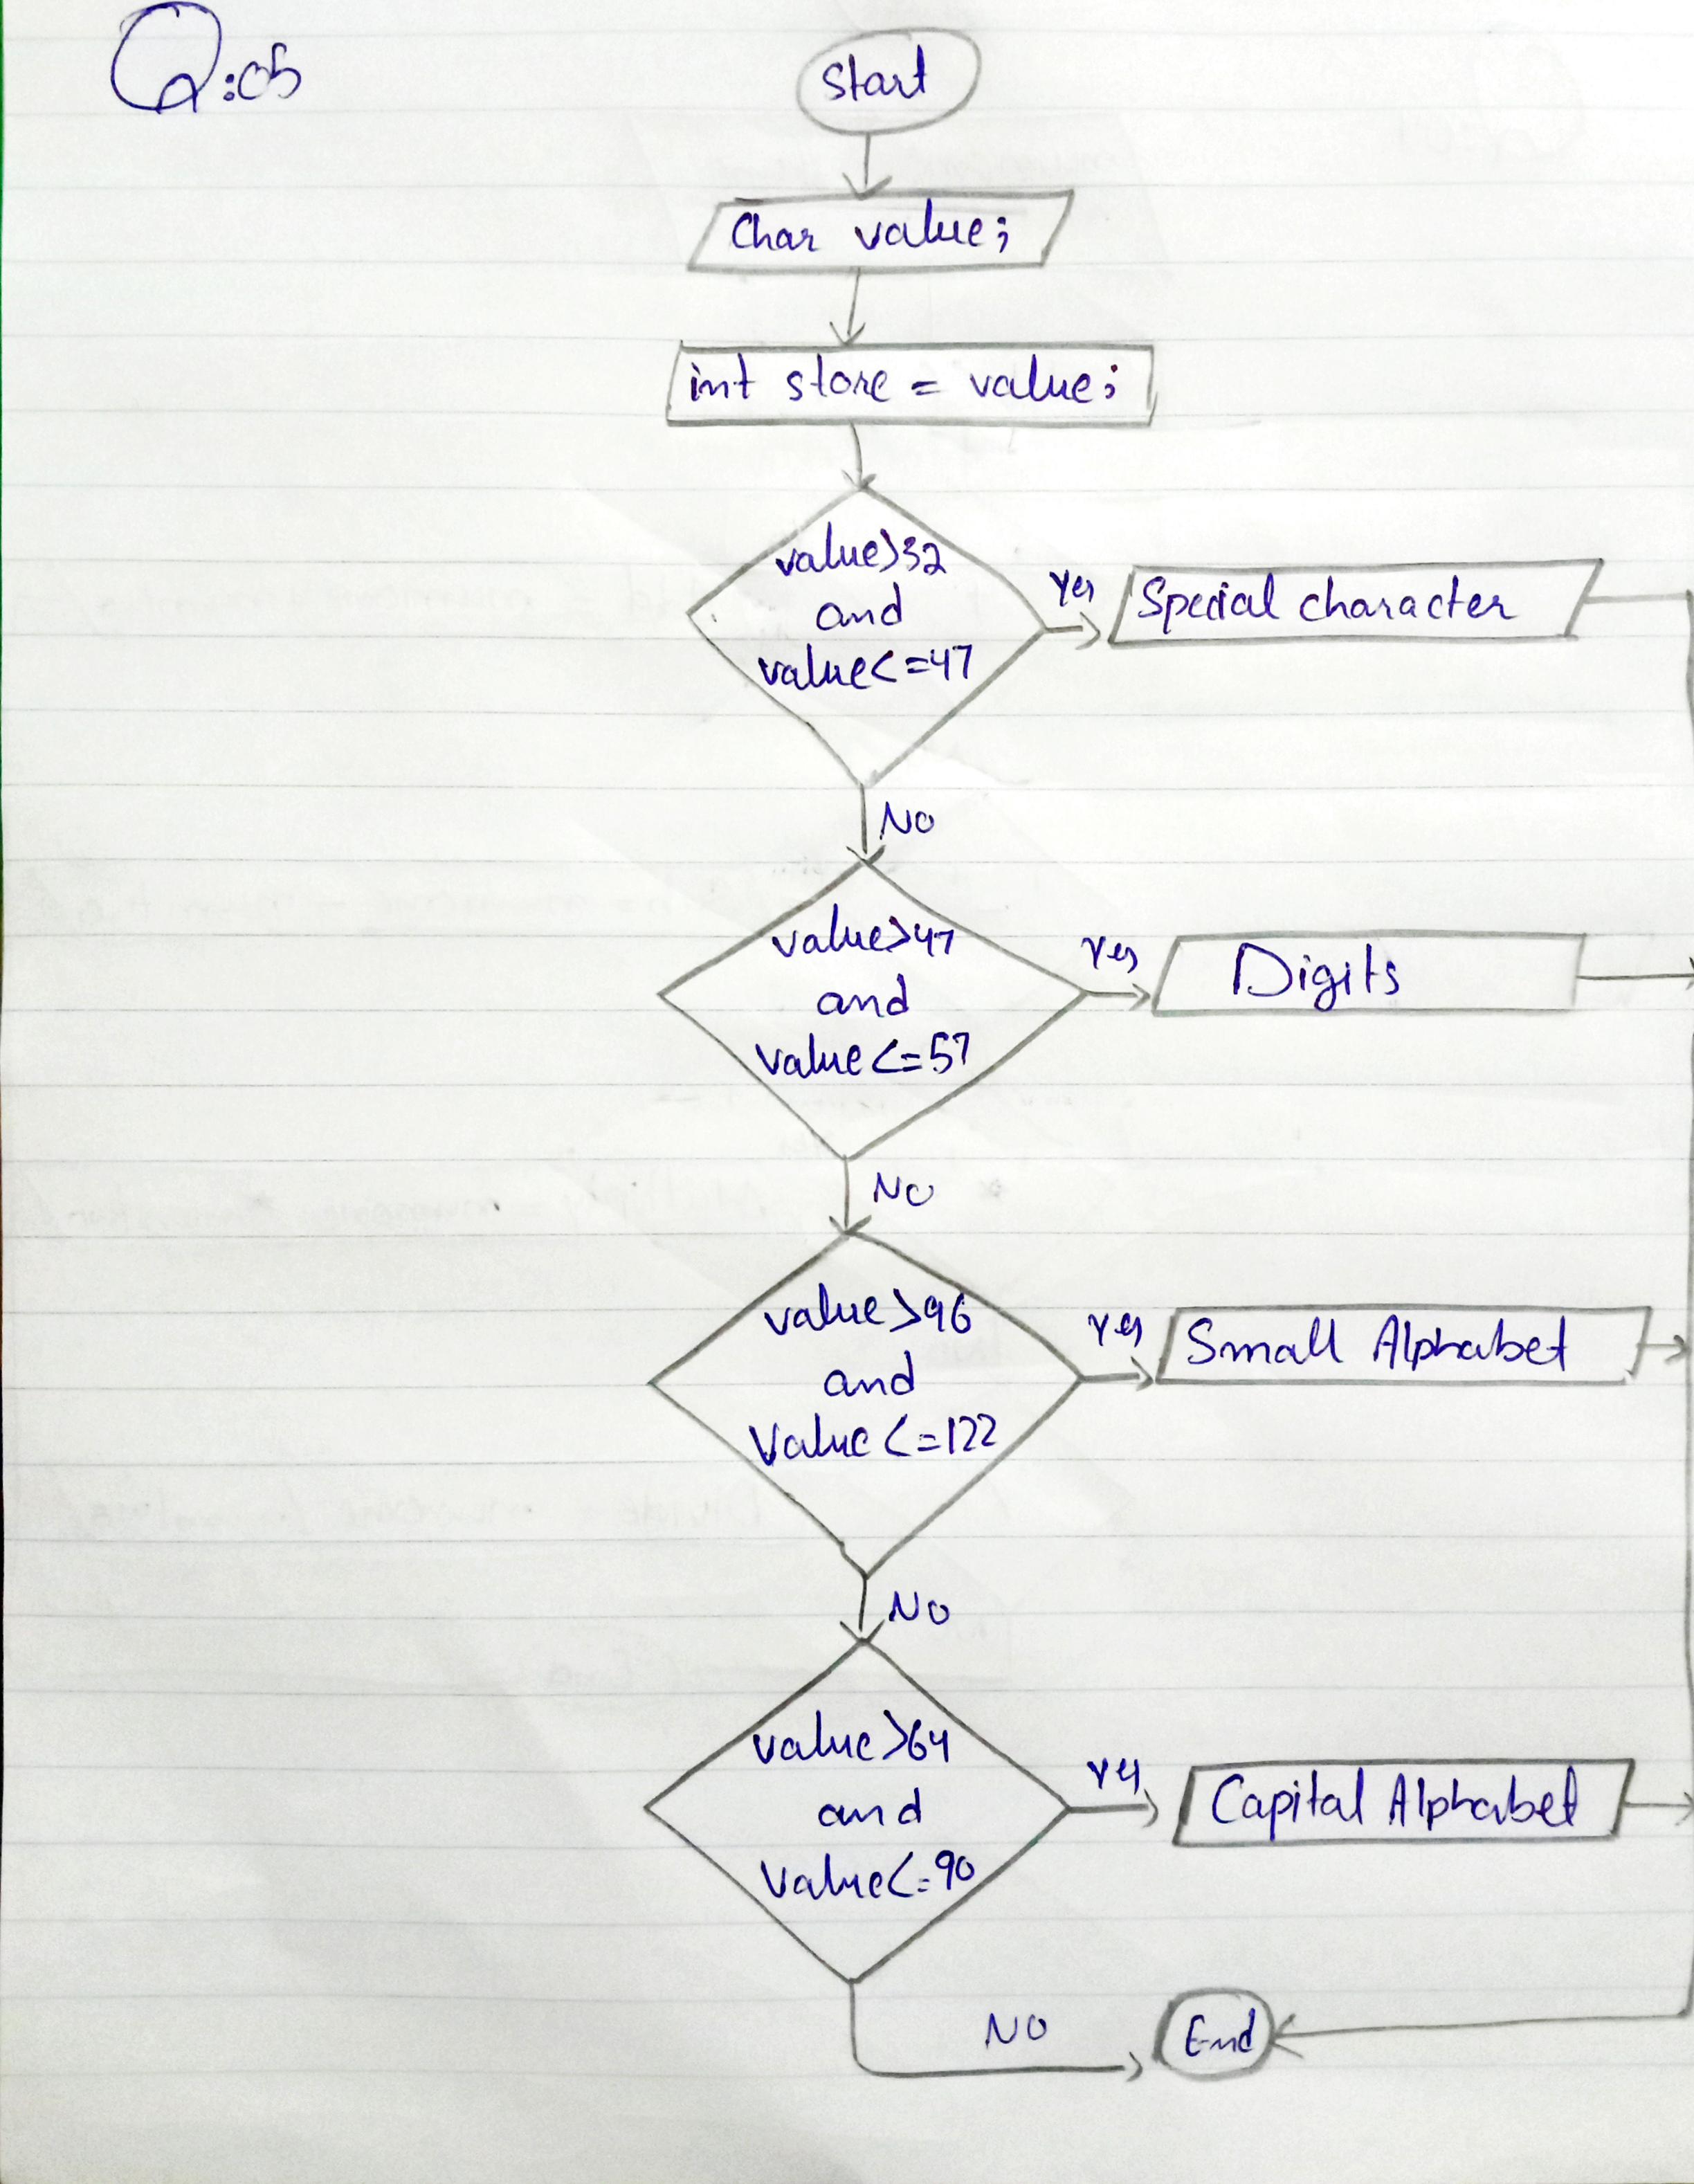 Q:05
Start
Char value;
int store = value;
value>32
and
value<=47
Yes
Special character
No
value>47
and
value<=57
Yes
Digits
No
value>96
and
Value<=122
Yes
Small Alphabet
No
value>64
and
Value<=90
Yes
Capital Alphabet
No
End